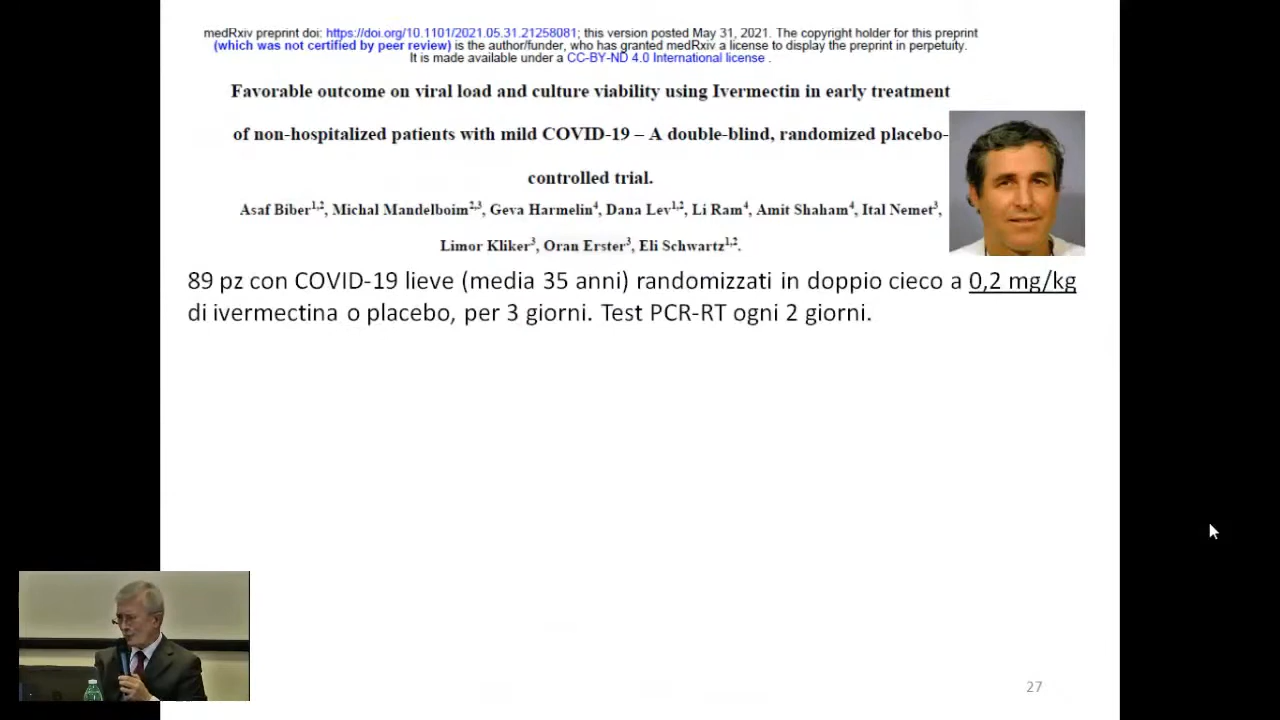 medRxiv preprint doi: https://doi.org/10.1101/2021.05.31.21258081; this version posted May 31, 2021. The copyright holder for this preprint
(which was not certified by peer review) is the author/funder, who has granted medRxiv a license to display the preprint in perpetuity.
It is made available under a CC-BY-ND 4.0 International license .
Favorable outcome on viral load and culture viability using Ivermectin in early treatment
of non-hospitalized patients with mild COVID-19 – A double-blind, randomized placebo-
controlled trial.
Asaf Biber1,2, Michal Mandelboim2,3, Geva Harmelin4, Dana Lev1,2, Li Ram4, Amit Shaham4, Ital Nemet3,
Limor Kliker3, Oran Erster3, Eli Schwartz1,2.
89 pz con COVID-19 lieve (media 35 anni) randomizzati in doppio cieco a 0,2 mg/kg
di ivermectina o placebo, per 3 giorni. Test PCR-RT ogni 2 giorni.
27